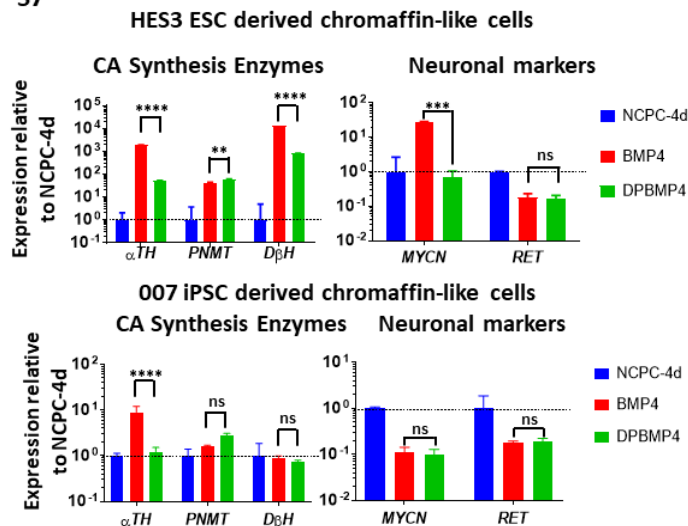 HES3 ESC derived chromaffin-like cells
CA Synthesis Enzymes
Neuronal markers
Expression relative
to NCPC-4d
10⁵
10⁴
10³
10²
10¹
10⁰
10⁻¹
****
**
****
αTH
PNMT
DβH
10²
10¹
10⁰
10⁻¹
10⁻²
***
ns
MYCN
RET
NCPC-4d
BMP4
DPBMP4
007 iPSC derived chromaffin-like cells
CA Synthesis Enzymes
Neuronal markers
Expression relative
to NCPC-4d
10²
10¹
10⁰
10⁻¹
****
ns
ns
αTH
PNMT
DβH
10¹
10⁰
10⁻¹
10⁻²
ns
ns
MYCN
RET
NCPC-4d
BMP4
DPBMP4